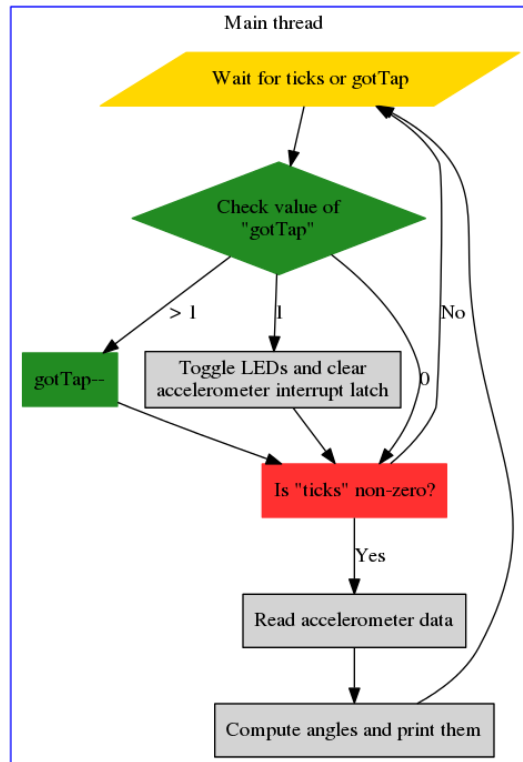 Main thread
Wait for ticks or gotTap
Check value of
"gotTap"
> 1
1
No
gotTap--
Toggle LEDs and clear
accelerometer interrupt latch
0
Is "ticks" non-zero?
Yes
Read accelerometer data
Compute angles and print them